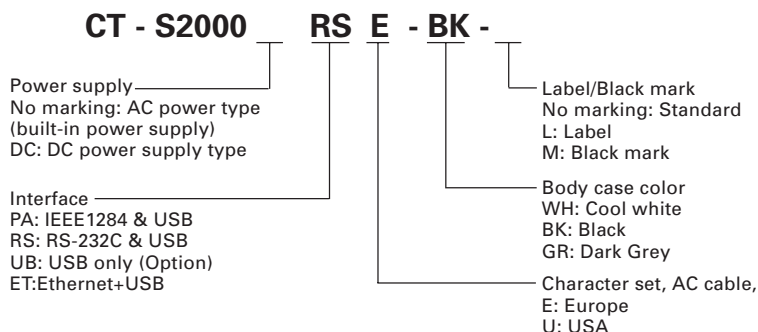 CT - S2000 __ RS E - BK - __
Power supply
No marking: AC power type
(built-in power supply)
DC: DC power supply type
Interface
PA: IEEE1284 & USB
RS: RS-232C & USB
UB: USB only (Option)
ET:Ethernet+USB
Label/Black mark
No marking: Standard
L: Label
M: Black mark
Body case color
WH: Cool white
BK: Black
GR: Dark Grey
Character set, AC cable,
E: Europe
U: USA